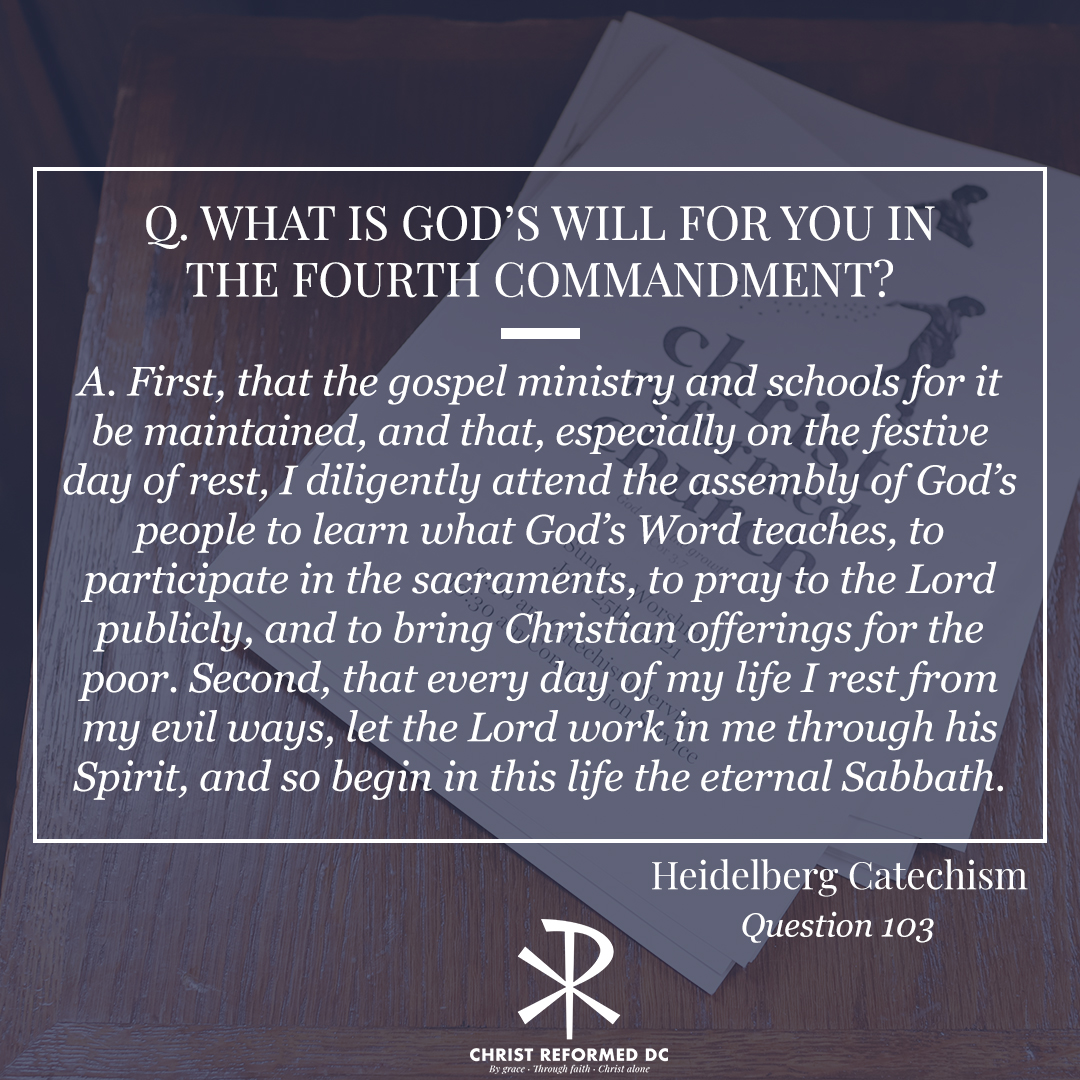 Q. WHAT IS GOD’S WILL FOR YOU IN
THE FOURTH COMMANDMENT?
A. First, that the gospel ministry and schools for it
be maintained, and that, especially on the festive
day of rest, I diligently attend the assembly of God’s
people to learn what God’s Word teaches, to
participate in the sacraments, to pray to the Lord
publicly, and to bring Christian offerings for the
poor. Second, that every day of my life I rest from
my evil ways, let the Lord work in me through his
Spirit, and so begin in this life the eternal Sabbath.
christ
church
Heidelberg Catechism
Question 103
CHRIST REFORMED DC
By grace · Through faith · Christ alone